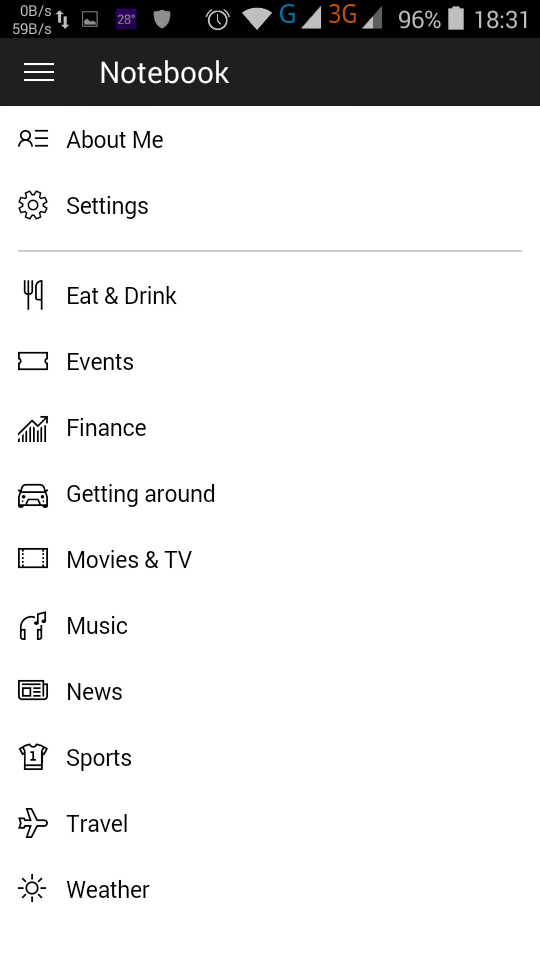 0B/s
59B/s
28°
G
3G
96%
18:31
Notebook
About Me
Settings
Eat & Drink
Events
Finance
Getting around
Movies & TV
Music
News
1
Sports
Travel
Weather